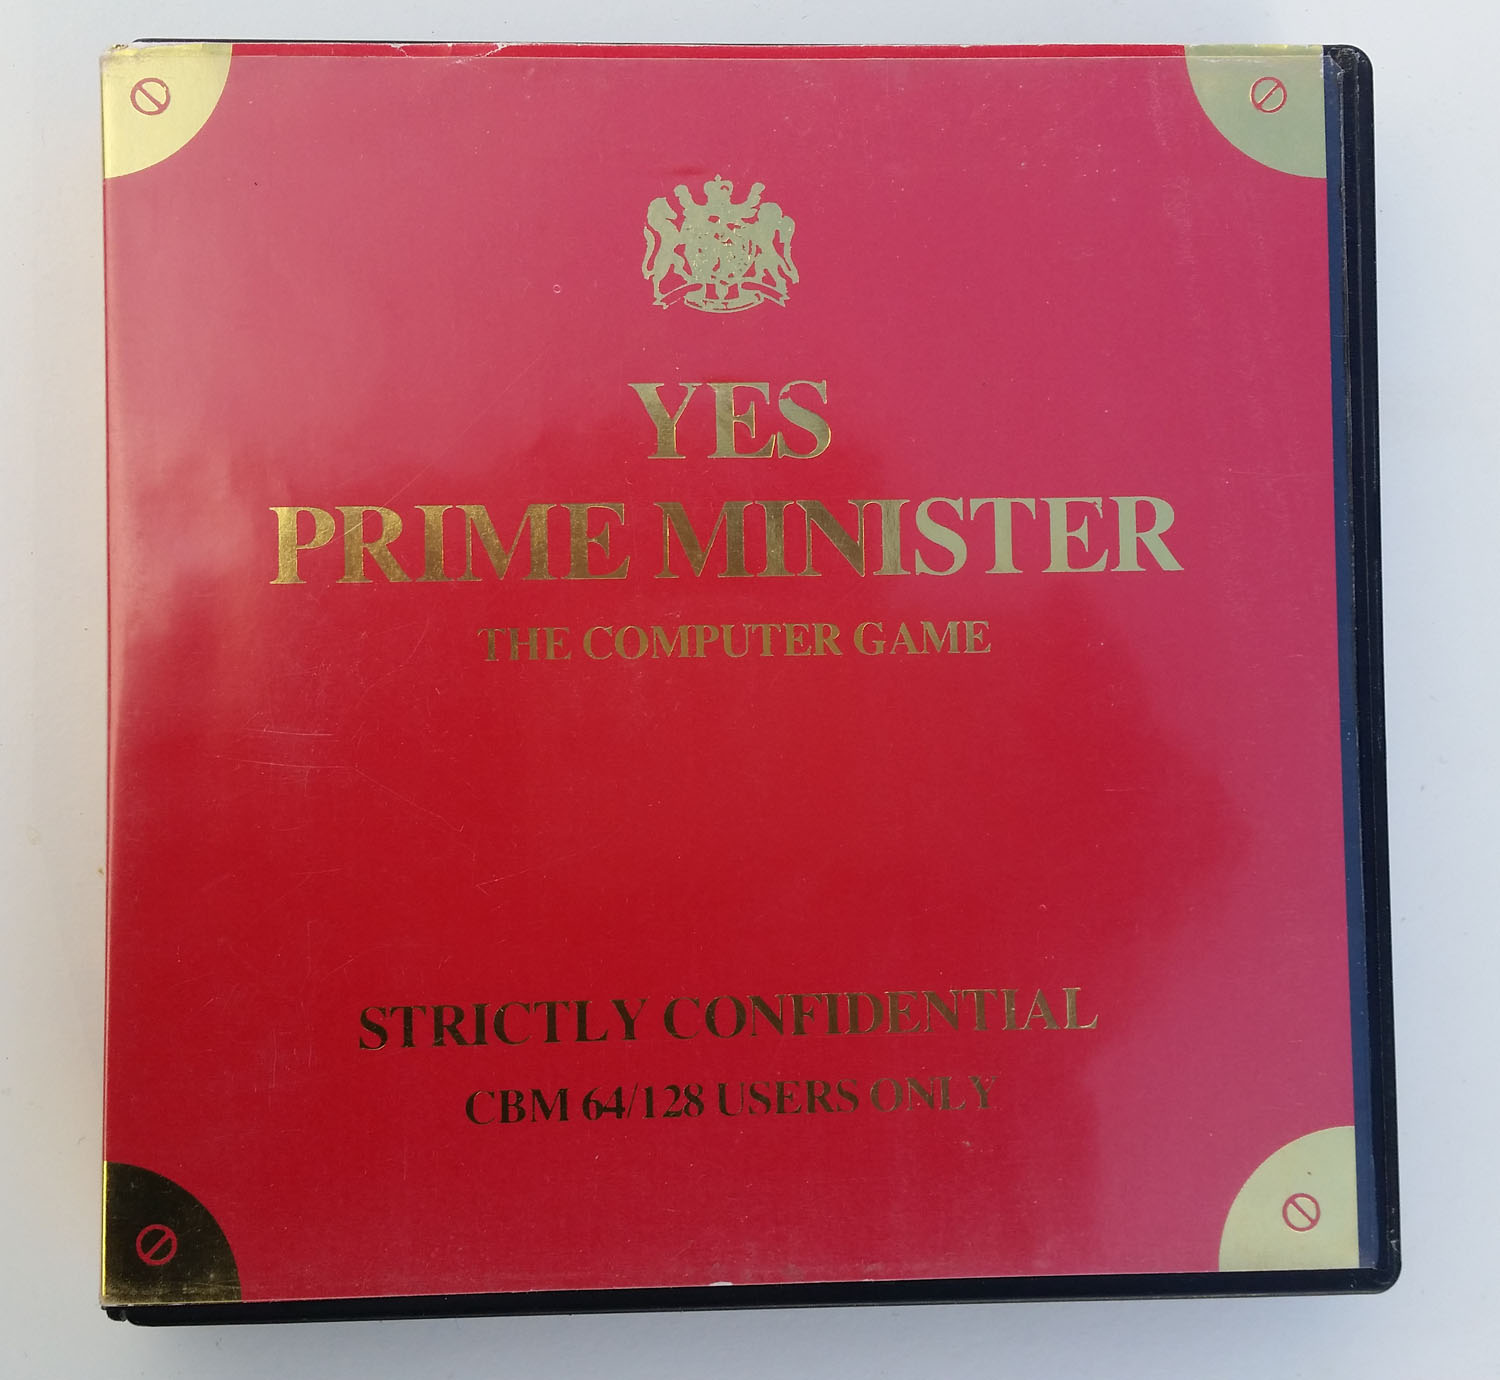 YES
PRIME MINISTER
THE COMPUTER GAME
STRICTLY CONFIDENTIAL
CBM 64/128 USERS ONLY